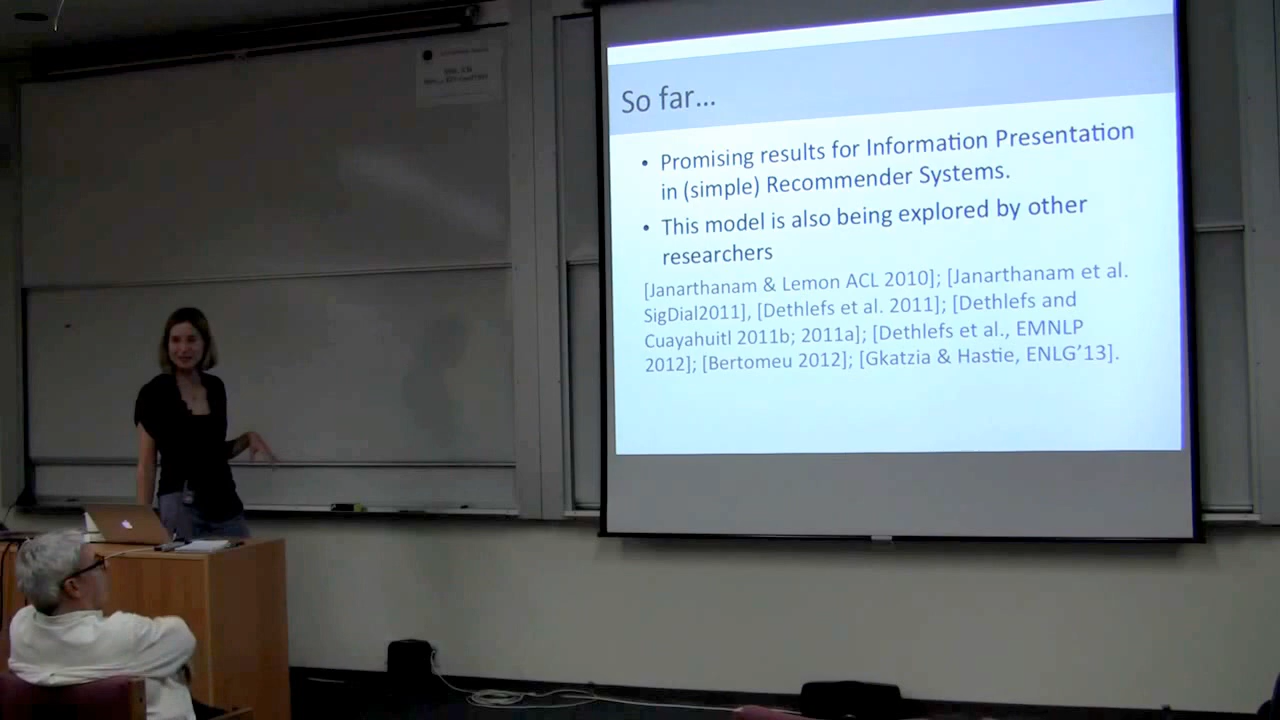 So far...
• Promising results for Information Presentation
in (simple) Recommender Systems.
• This model is also being explored by other
researchers
[Janarthanam & Lemon ACL 2010]; [Janarthanam et al.
SigDial2011], [Dethlefs et al. 2011]; [Dethlefs and
Cuayahuitl 2011b; 2011a]; [Dethlefs et al., EMNLP
2012]; [Bertomeu 2012]; [Gkatzia & Hastie, ENLG’13].